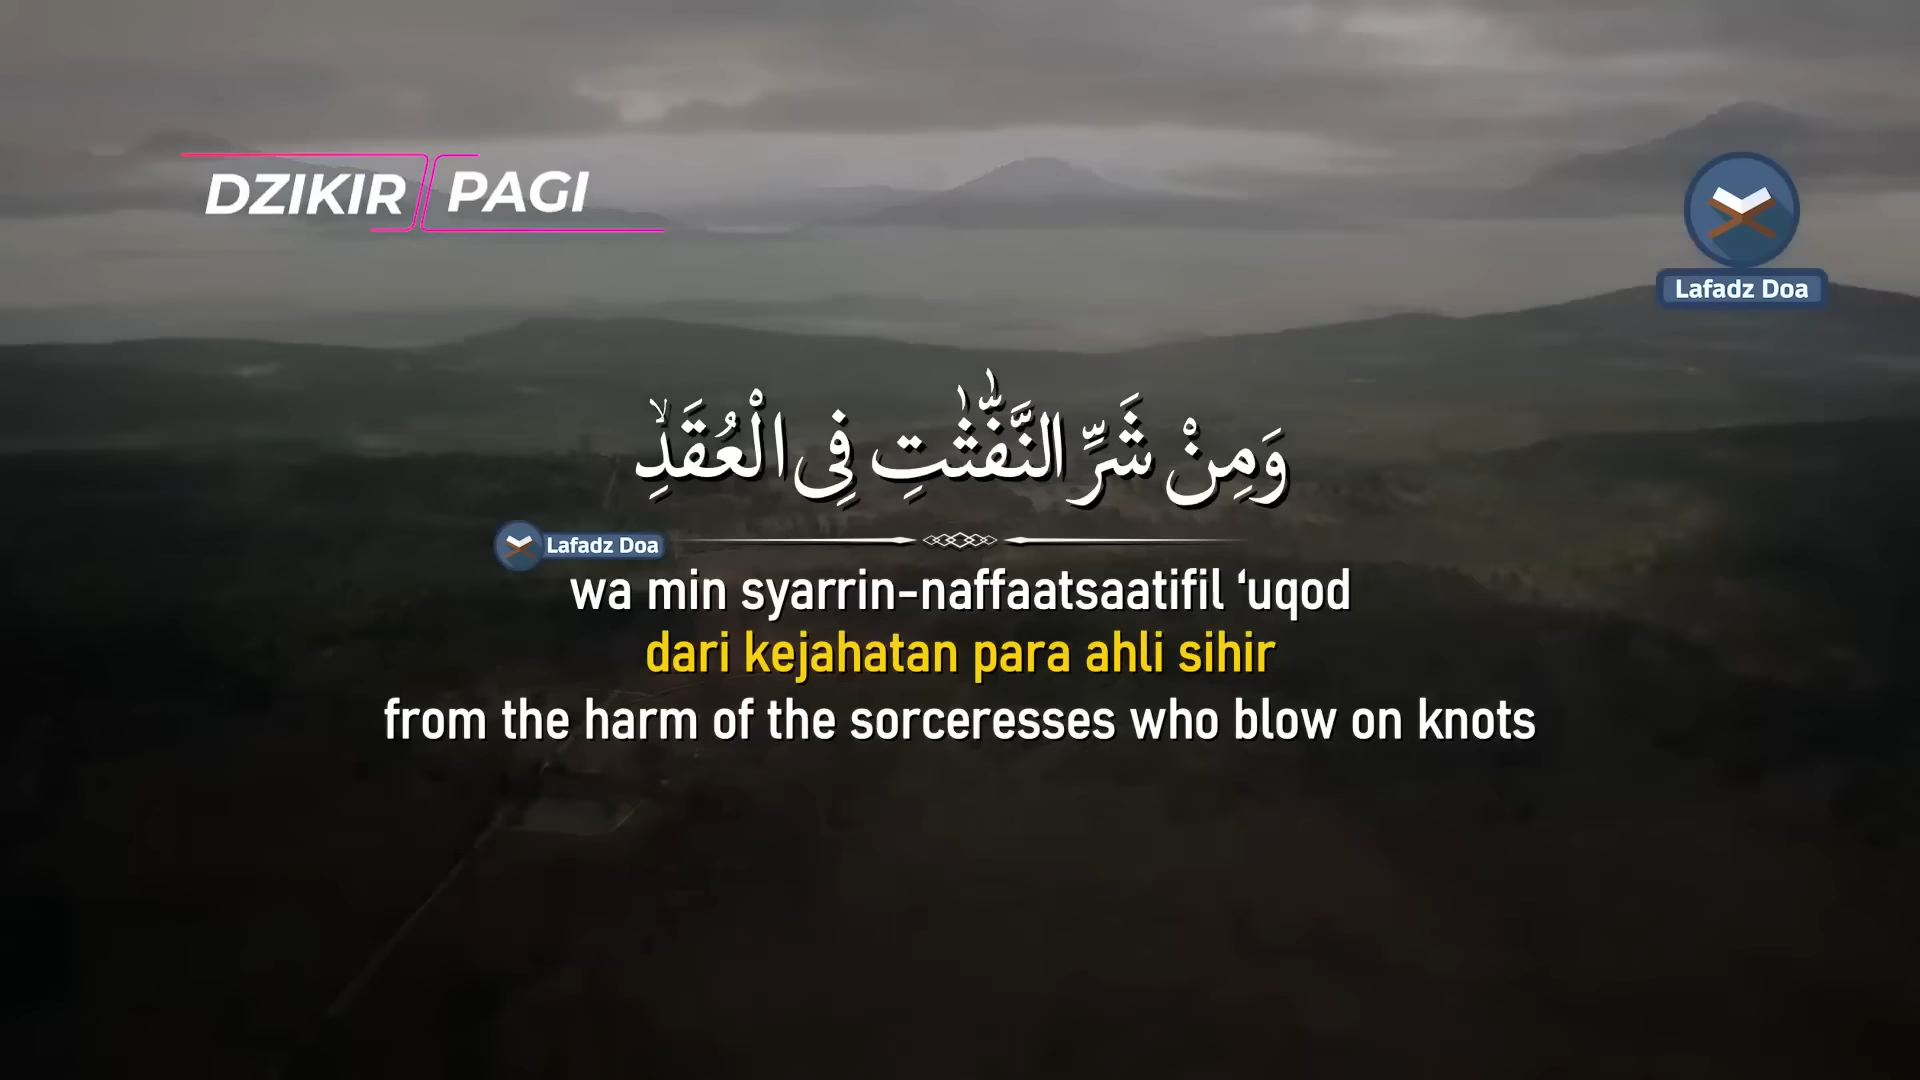 DZIKIR PAGI
Lafadz Doa
وَمِنْ شَرِّ النَّفّٰثٰتِ فِى الْعُقَدِۙ
Lafadz Doa
wa min syarrin-naffaatsaatifil ‘uqod
dari kejahatan para ahli sihir
from the harm of the sorceresses who blow on knots